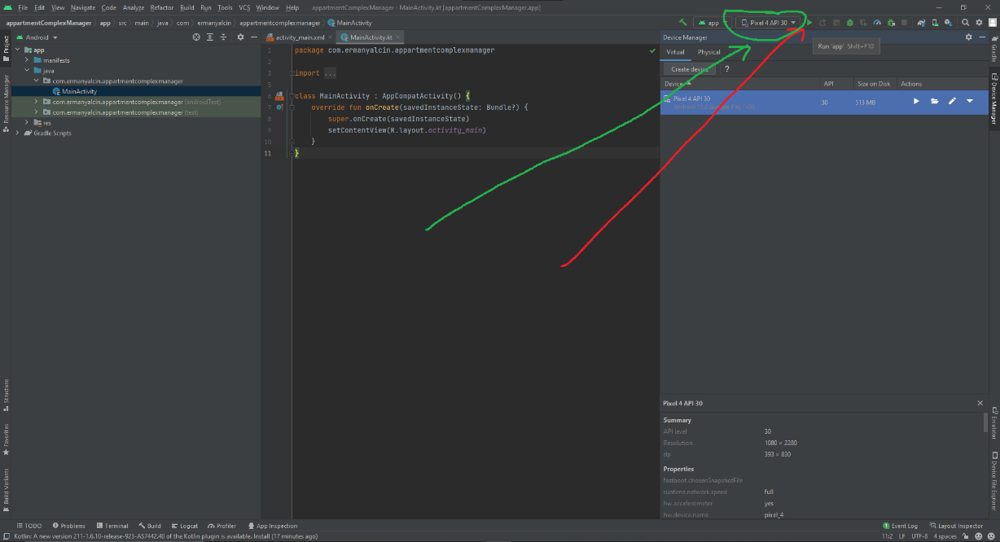 File Edit View Navigate Code Analyze Refactor Build Run Tools VCS Window Help appartmentComplexManager - MainActivity.kt [appartmentComplexManager.app]
appartmentComplexManager app src main java com ermanyalcin appartmentcomplexmanager MainActivity app Pixel 4 API 30
Android activity_main.xml MainActivity.kt Device Manager
Run 'app' Shift+F10
Virtual Physical
Create device ?
Device API Size on Disk Actions
Pixel 4 API 30
Android 11.0 Google Play | x86
30 513 MB
app
manifests
java
com.ermanyalcin.appartmentcomplexmanager
MainActivity
com.ermanyalcin.appartmentcomplexmanager (androidTest)
com.ermanyalcin.appartmentcomplexmanager (test)
res
Gradle Scripts
1 package com.ermanyalcin.appartmentcomplexmanager
2
3 import ...
5
6 class MainActivity : AppCompatActivity() {
7 override fun onCreate(savedInstanceState: Bundle?) {
8 super.onCreate(savedInstanceState)
9 setContentView(R.layout.activity_main)
10 }
11 }
Pixel 4 API 30
Summary
API level 30
Resolution 1080 × 2280
dp 393 × 830
Properties
fastboot.chosenSnapshotFile
runtime.network.speed full
hw.accelerometer yes
hw.device.name pixel_4
Project
Resource Manager
Structure
Favorites
Build Variants
Gradle
Device Manager
Emulator
Device File Explorer
TODO Problems Terminal Build Logcat Profiler App Inspection 1 Event Log Layout Inspector
Kotlin: A new version 211-1.6.10-release-923-AS7442.40 of the Kotlin plugin is available. Install (17 minutes ago) 11:2 LF UTF-8 4 spaces